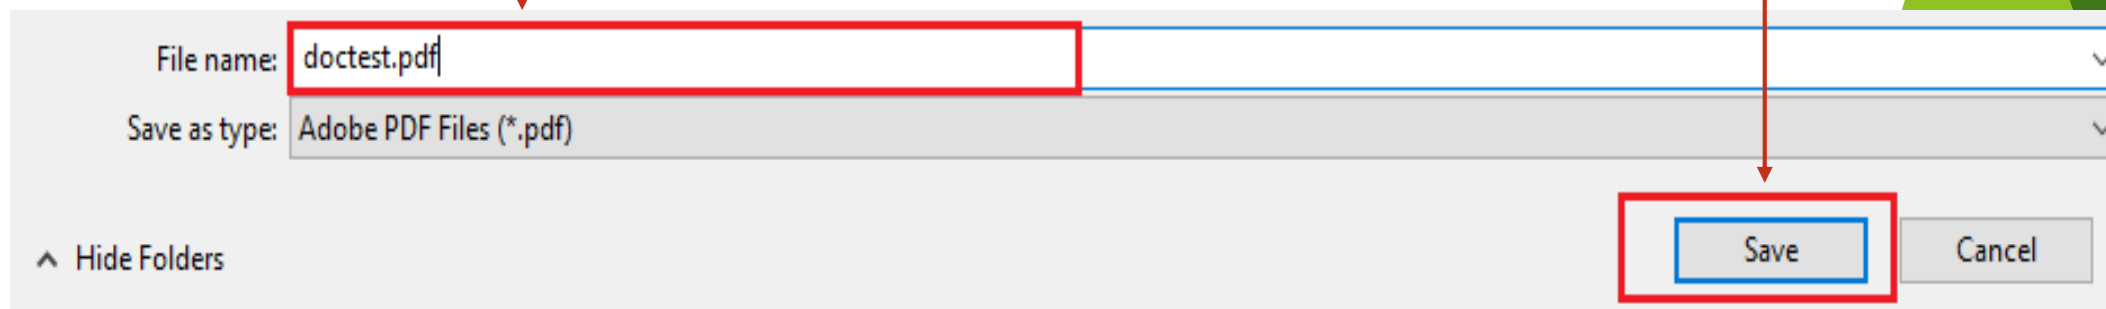 File name: doctest.pdf
Save as type: Adobe PDF Files (*.pdf)
Hide Folders
Save Cancel